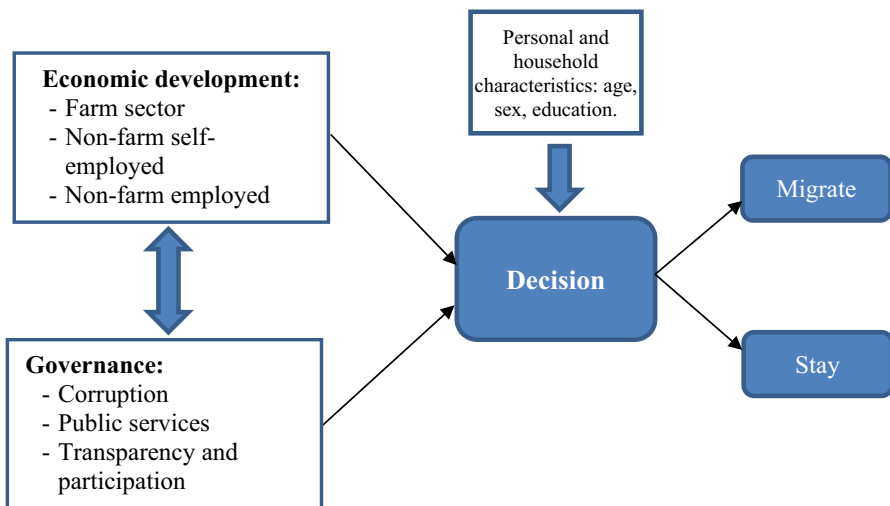 Economic development:
- Farm sector
- Non-farm self-
employed
- Non-farm employed
Personal and
household
characteristics: age,
sex, education.
Decision
Migrate
Stay
Governance:
- Corruption
- Public services
- Transparency and
participation